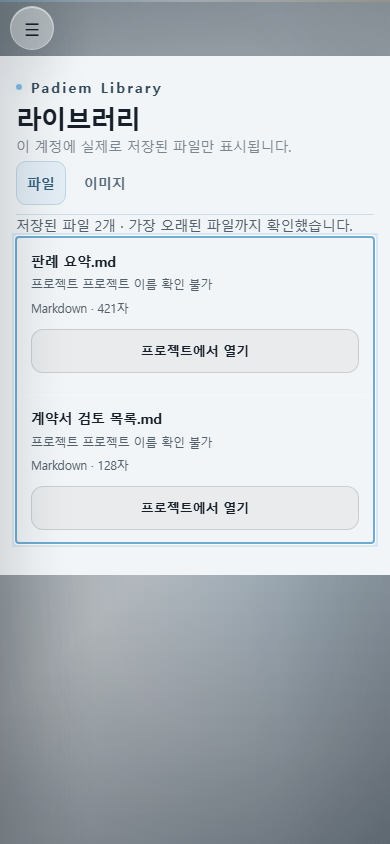 Padiem Library
라이브러리
이 계정에 실제로 저장된 파일만 표시됩니다.
파일
이미지
저장된 파일 2개 · 가장 오래된 파일까지 확인했습니다.
판례 요약.md
프로젝트 프로젝트 이름 확인 불가
Markdown · 421자
프로젝트에서 열기
계약서 검토 목록.md
프로젝트 프로젝트 이름 확인 불가
Markdown · 128자
프로젝트에서 열기